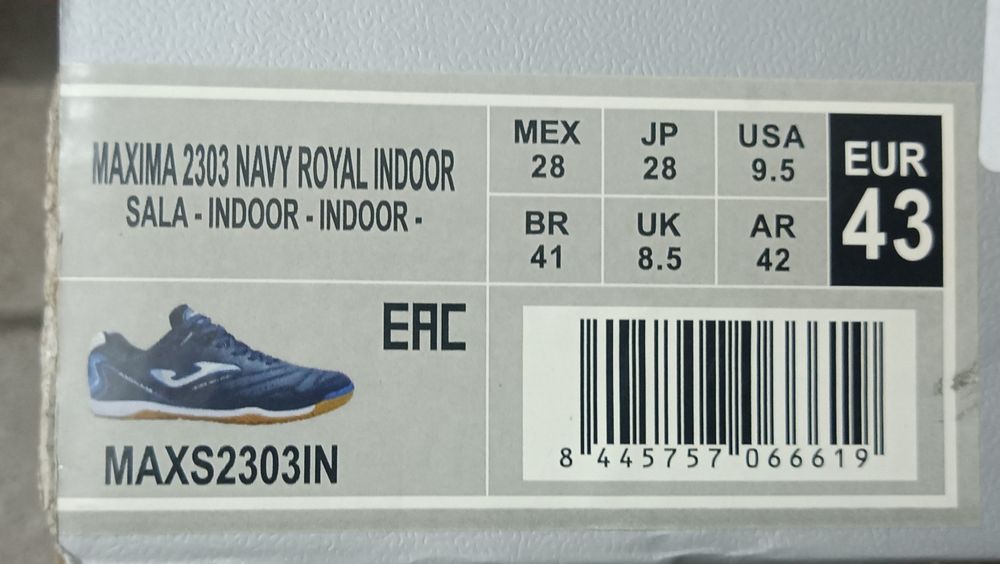 MAXIMA 2303 NAVY ROYAL INDOOR
SALA - INDOOR - INDOOR -
MEX
28
JP
28
USA
9.5
BR
41
UK
8.5
AR
42
EUR
43
EAC
MAXS2303IN
8 445757 066619